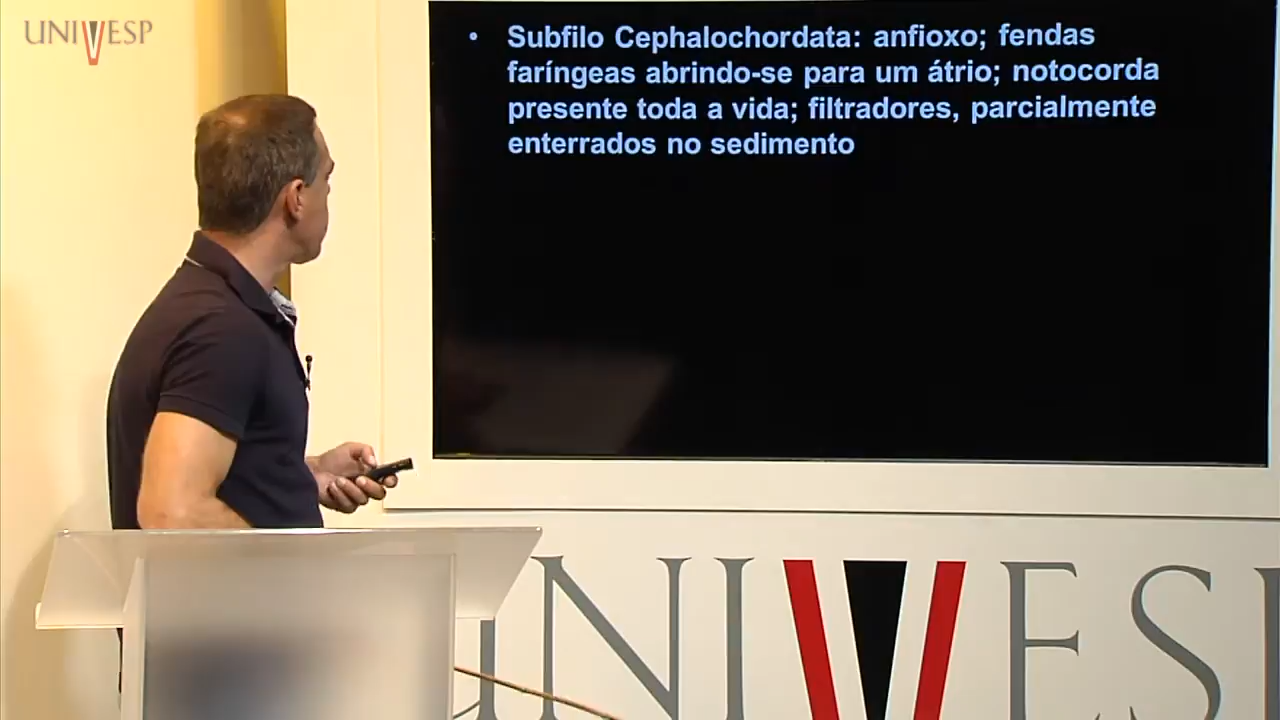 UNIVESP
• Subfilo Cephalochordata: anfioxo; fendas
faríngeas abrindo-se para um átrio; notocorda
presente toda a vida; filtradores, parcialmente
enterrados no sedimento
UNIVESP